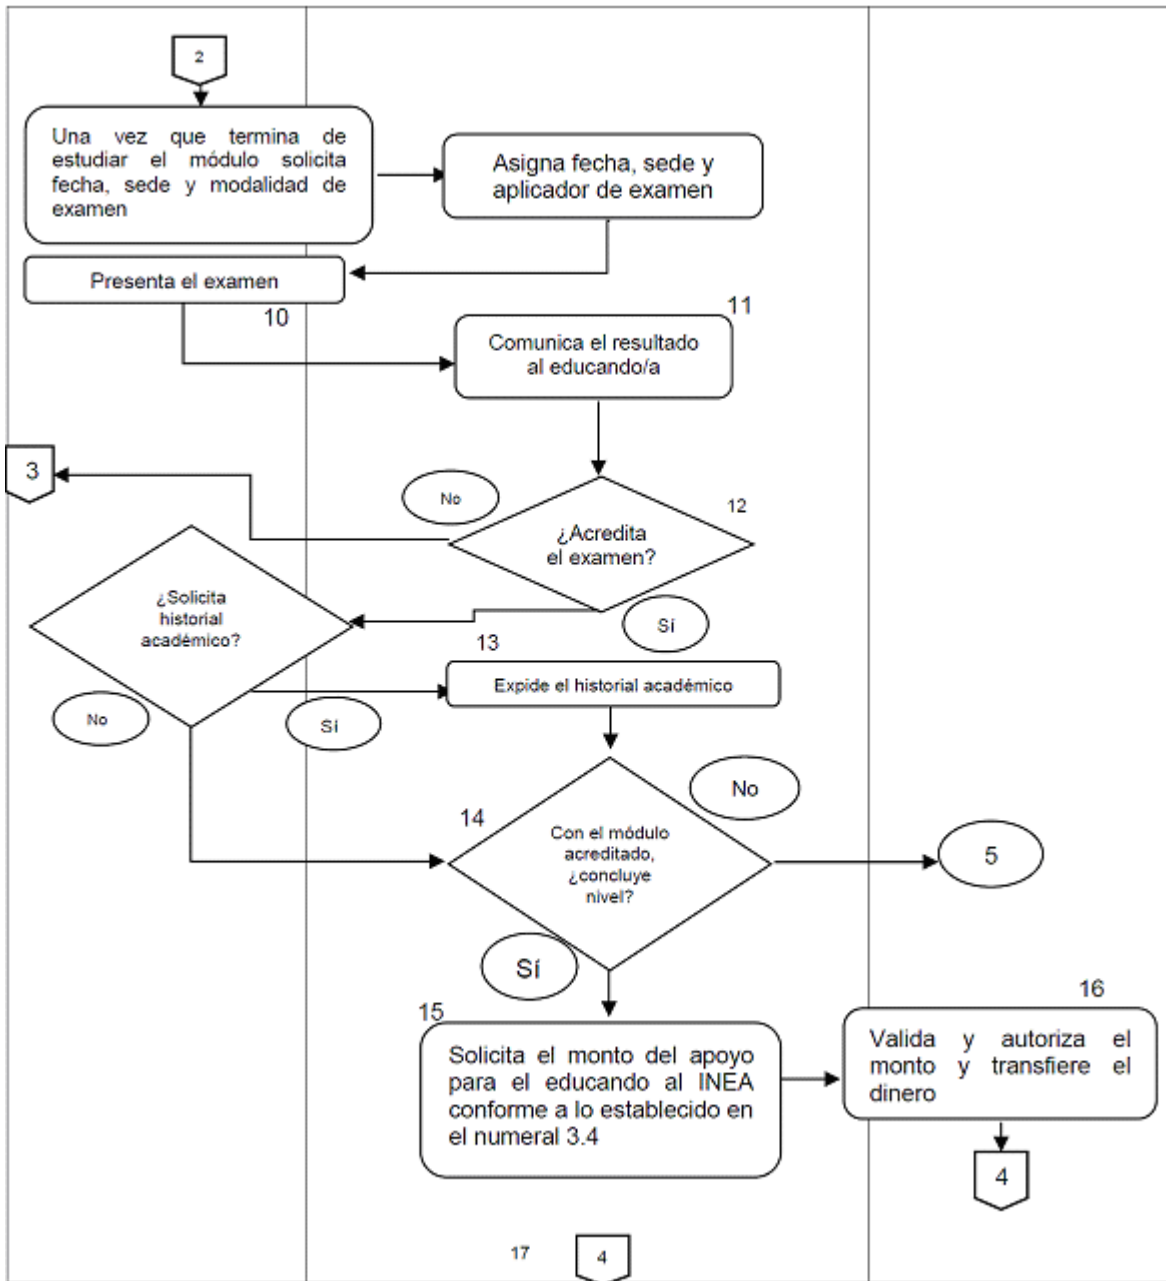 2
Una vez que termina de
estudiar el módulo solicita
fecha, sede y modalidad de
examen
Asigna fecha, sede y
aplicador de examen
Presenta el examen
10
11
Comunica el resultado
al educando/a
3
No
12
¿Acredita
el examen?
¿Solicita
historial
académico?
Sí
13
Expide el historial académico
No
Sí
No
14
Con el módulo
acreditado,
¿concluye
nivel?
5
Sí
15
16
Solicita el monto del apoyo
para el educando al INEA
conforme a lo establecido en
el numeral 3.4
Valida y autoriza el
monto y transfiere el
dinero
4
17
4